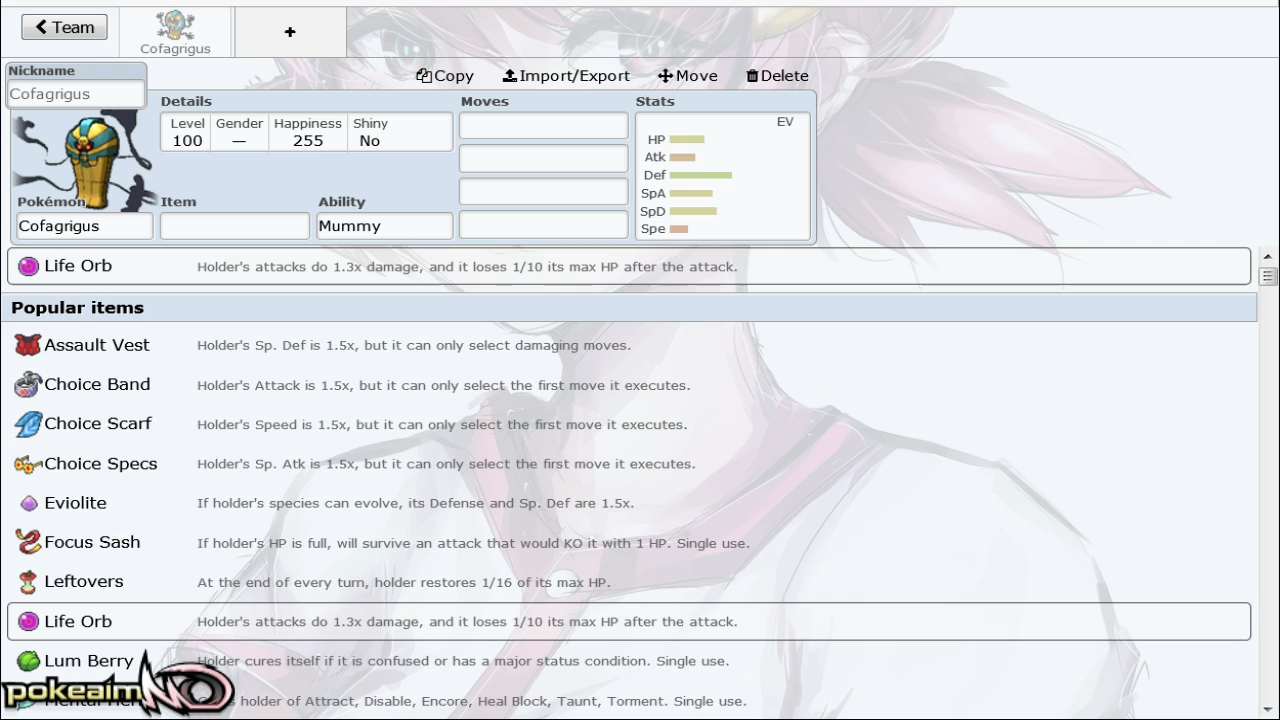 Team
Cofagrigus
+
Nickname
Cofagrigus
Copy Import/Export Move Delete
Details
Level Gender Happiness Shiny
100 — 255 No
Pokémon
Cofagrigus
Item
Ability
Mummy
Moves
Stats
EV
HP
Atk
Def
SpA
SpD
Spe
Life Orb Holder's attacks do 1.3x damage, and it loses 1/10 its max HP after the attack.
Popular items
Assault Vest Holder's Sp. Def is 1.5x, but it can only select damaging moves.
Choice Band Holder's Attack is 1.5x, but it can only select the first move it executes.
Choice Scarf Holder's Speed is 1.5x, but it can only select the first move it executes.
Choice Specs Holder's Sp. Atk is 1.5x, but it can only select the first move it executes.
Eviolite If holder's species can evolve, its Defense and Sp. Def are 1.5x.
Focus Sash If holder's HP is full, will survive an attack that would KO it with 1 HP. Single use.
Leftovers At the end of every turn, holder restores 1/16 of its max HP.
Life Orb Holder's attacks do 1.3x damage, and it loses 1/10 its max HP after the attack.
Lum Berry Holder cures itself if it is confused or has a major status condition. Single use.
holder of Attract, Disable, Encore, Heal Block, Taunt, Torment. Single use.
pokeaimMD